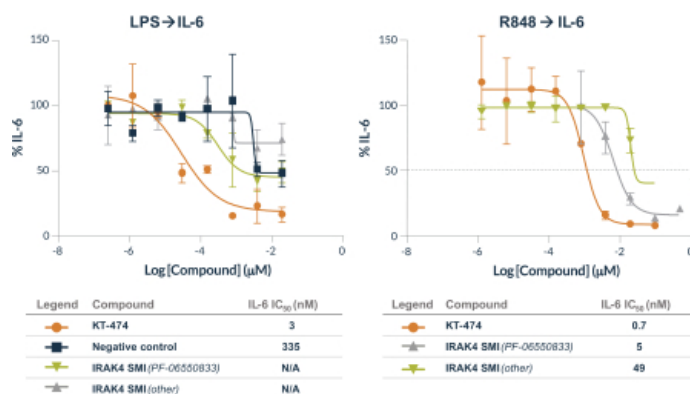 LPS→IL-6
150
100
50
0
% IL-6
-8
-6
-4
-2
0
Log[Compound] (μM)
Legend Compound IL-6 IC50 (nM)
KT-474 3
Negative control 335
IRAK4 SMI (PF-06550833) N/A
IRAK4 SMI (other) N/A
R848 → IL-6
150
100
50
0
% IL-6
-8
-6
-4
-2
0
Log[Compound] (μM)
Legend Compound IL-6 IC50 (nM)
KT-474 0.7
IRAK4 SMI (PF-06550833) 5
IRAK4 SMI (other) 49